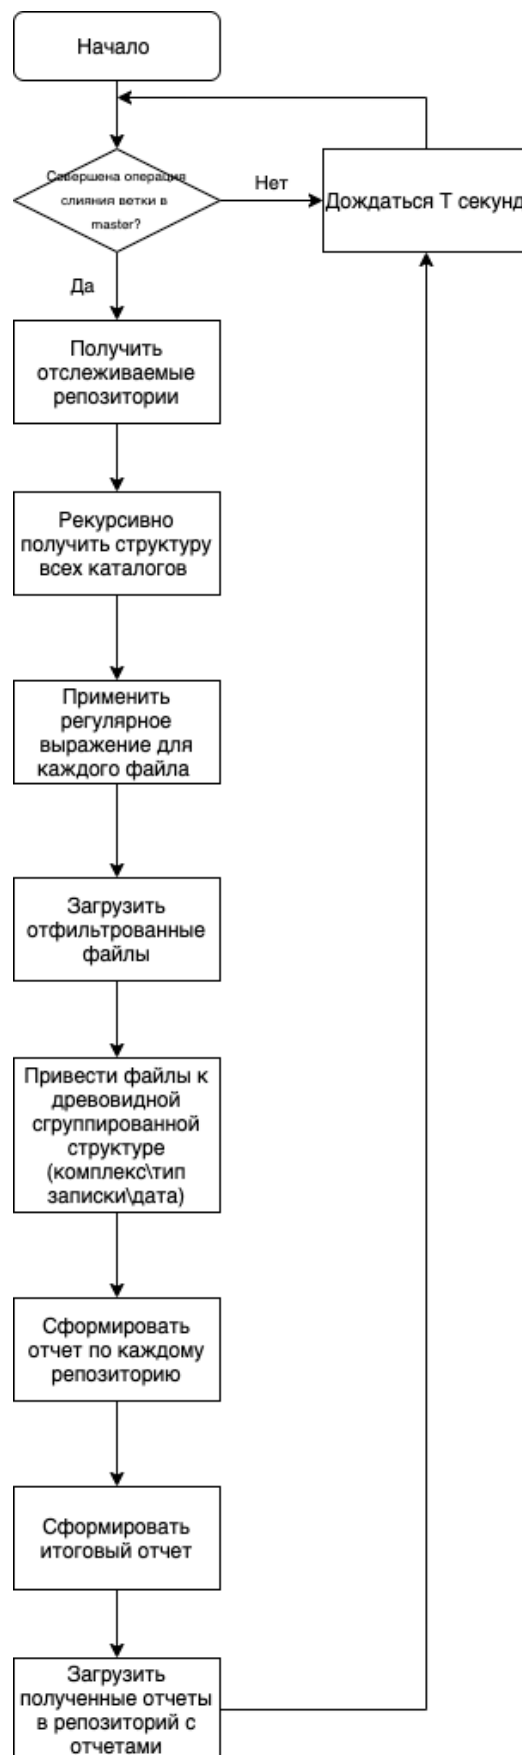 Начало
Совершена операция
слияния ветки в
master?
Нет
Дождаться Т секунд
Да
Получить
отслеживаемые
репозитории
Рекурсивно
получить структуру
всех каталогов
Применить
регулярное
выражение для
каждого файла
Загрузить
отфильтрованные
файлы
Привести файлы к
древовидной
сгруппированной
структуре
(комплекс\тип
записки\дата)
Сформировать
отчет по каждому
репозиторию
Сформировать
итоговый отчет
Загрузить
полученные отчеты
в репозиторий с
отчетами